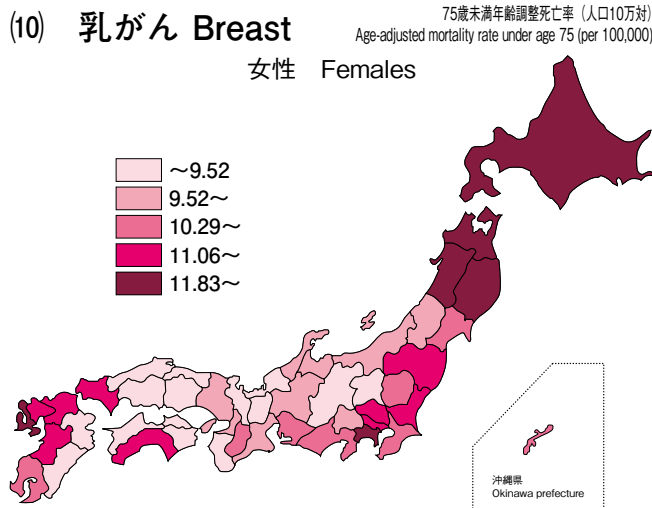 ⑽ 乳がん Breast
75歳未満年齢調整死亡率（人口10万対）
Age-adjusted mortality rate under age 75 (per 100,000)
女性 Females
～9.52
9.52～
10.29～
11.06～
11.83～
沖縄県
Okinawa prefecture